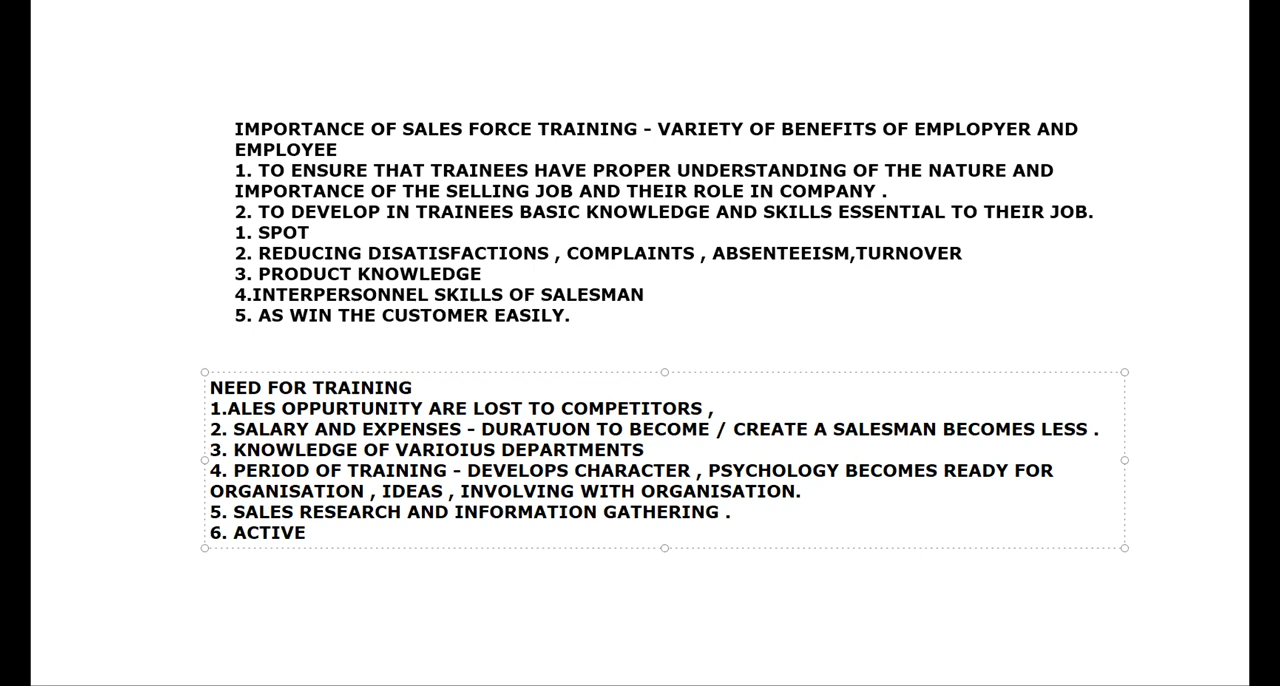 IMPORTANCE OF SALES FORCE TRAINING - VARIETY OF BENEFITS OF EMPLOPYER AND
EMPLOYEE
1. TO ENSURE THAT TRAINEES HAVE PROPER UNDERSTANDING OF THE NATURE AND
IMPORTANCE OF THE SELLING JOB AND THEIR ROLE IN COMPANY .
2. TO DEVELOP IN TRAINEES BASIC KNOWLEDGE AND SKILLS ESSENTIAL TO THEIR JOB.
1. SPOT
2. REDUCING DISATISFACTIONS , COMPLAINTS , ABSENTEEISM,TURNOVER
3. PRODUCT KNOWLEDGE
4.INTERPERSONNEL SKILLS OF SALESMAN
5. AS WIN THE CUSTOMER EASILY.
NEED FOR TRAINING
1.ALES OPPURTUNITY ARE LOST TO COMPETITORS ,
2. SALARY AND EXPENSES - DURATUON TO BECOME / CREATE A SALESMAN BECOMES LESS .
3. KNOWLEDGE OF VARIOIUS DEPARTMENTS
4. PERIOD OF TRAINING - DEVELOPS CHARACTER , PSYCHOLOGY BECOMES READY FOR
ORGANISATION , IDEAS , INVOLVING WITH ORGANISATION.
5. SALES RESEARCH AND INFORMATION GATHERING .
6. ACTIVE